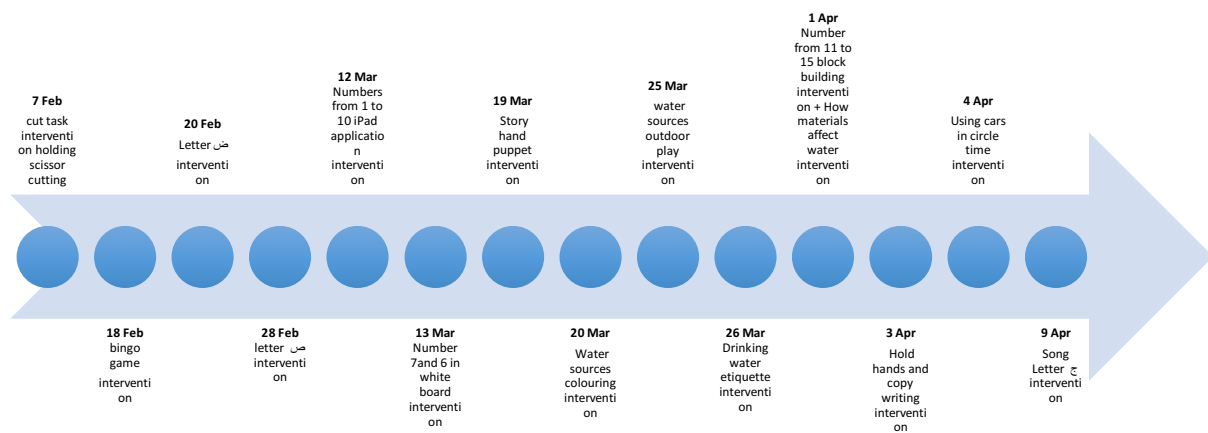 7 Feb
cut task
interventi
on holding
scissor
cutting
18 Feb
bingo
game
interventi
on
20 Feb
Letter ض
interventi
on
28 Feb
letter ص
interventi
on
12 Mar
Numbers
from 1 to
10 iPad
applicatio
n
interventi
on
13 Mar
Number
7and 6 in
white
board
interventi
on
19 Mar
Story
hand
puppet
interventi
on
20 Mar
Water
sources
colouring
interventi
on
25 Mar
water
sources
outdoor
play
interventi
on
26 Mar
Drinking
water
etiquette
interventi
on
1 Apr
Number
from 11 to
15 block
building
interventi
on + How
materials
affect
water
interventi
on
3 Apr
Hold
hands and
copy
writing
interventi
on
4 Apr
Using cars
in circle
time
interventi
on
9 Apr
Song
Letter ج
interventi
on